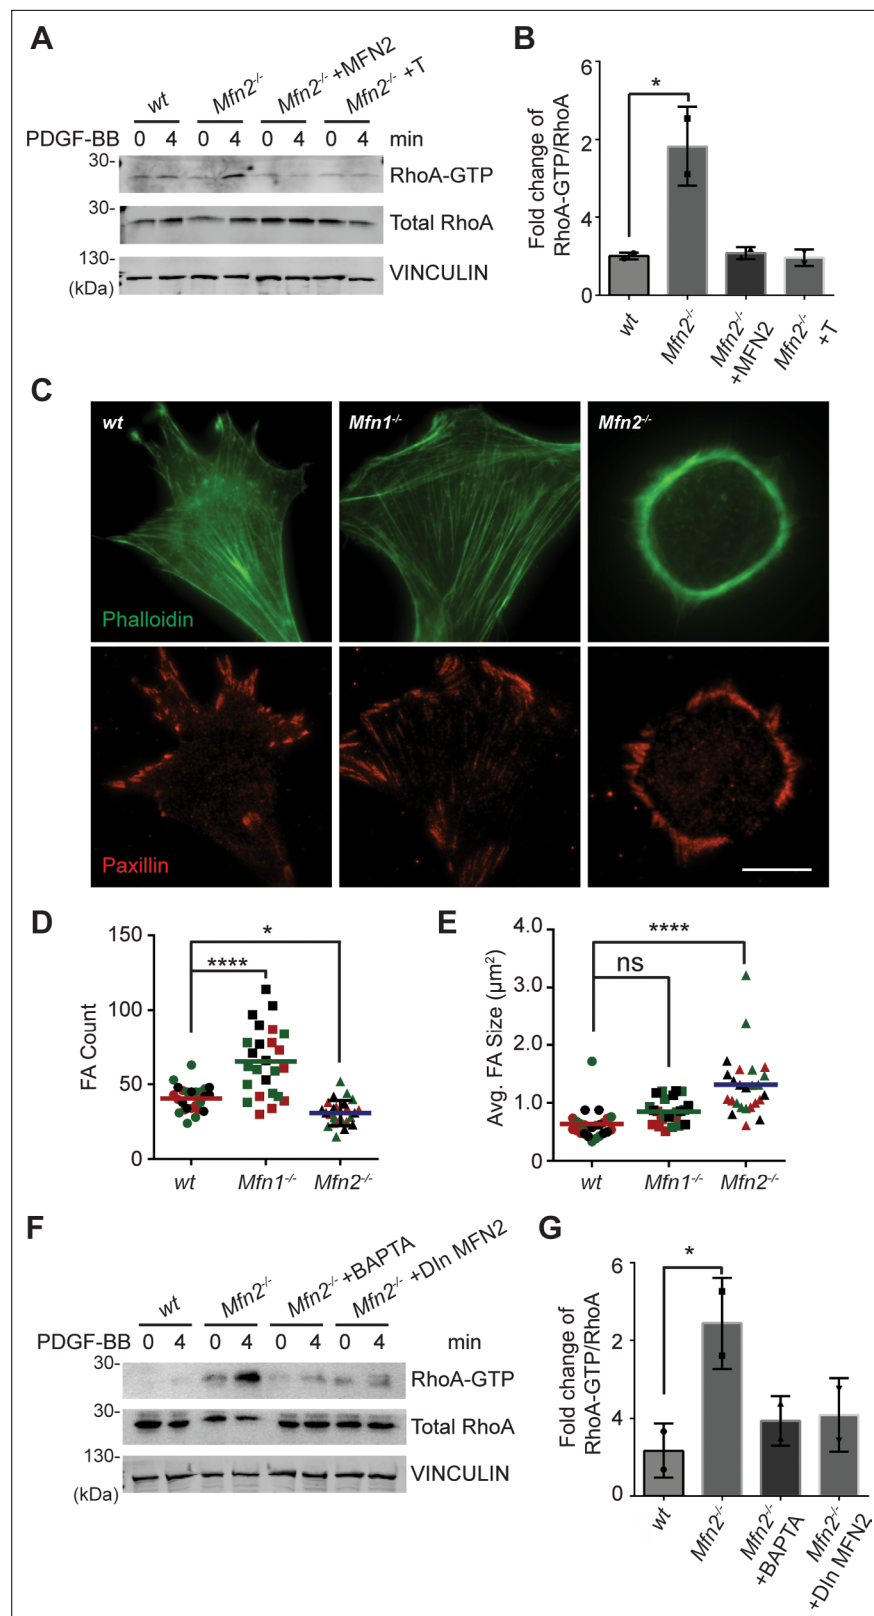 A
wt Mfn2-/- Mfn2-/- +MFN2 Mfn2-/- +T
PDGF-BB 0 4 0 4 0 4 0 4 min
30-
RhoA-GTP
30-
Total RhoA
130-
VINCULIN
(kDa)
B
Fold change of
RhoA-GTP/RhoA
6
2
4
0
*
wt Mfn2-/- Mfn2-/- +MFN2 Mfn2-/- +T
C
wt Mfn1-/- Mfn2-/-
Phalloidin
Paxillin
D
FA Count
150
100
50
0
*
****
wt Mfn1-/- Mfn2-/-
E
Avg. FA Size (µm²)
4.0
3.0
2.0
1.0
0
****
ns
wt Mfn1-/- Mfn2-/-
F
wt Mfn2-/- Mfn2-/- +BAPTA Mfn2-/- +DIn MFN2
PDGF-BB 0 4 0 4 0 4 0 4 min
30-
RhoA-GTP
30-
Total RhoA
130-
VINCULIN
(kDa)
G
Fold change of
RhoA-GTP/RhoA
6
2
4
0
*
wt Mfn2-/- Mfn2-/- +BAPTA Mfn2-/- +DIn MFN2